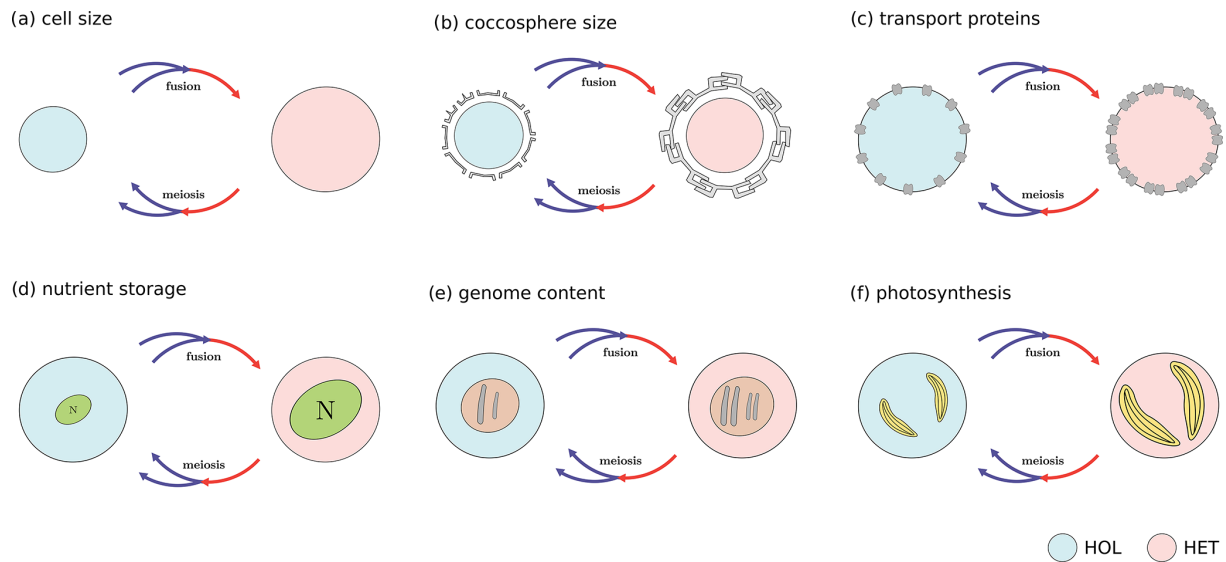 (a) cell size
(b) coccosphere size
(c) transport proteins
fusion
fusion
fusion
meiosis
meiosis
meiosis
(d) nutrient storage
(e) genome content
(f) photosynthesis
fusion
fusion
fusion
N
N
meiosis
meiosis
meiosis
HOL
HET